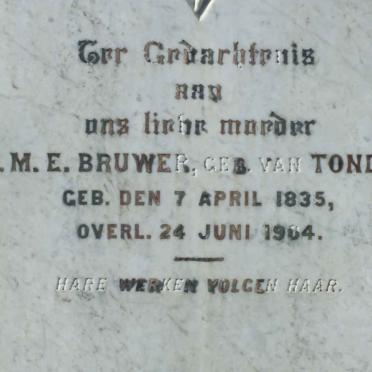 Ter Gedachtenis
aan
ons liebe moeder
. M. E. BRUWER, GEB. VAN TOND
GEB. DEN 7 APRIL 1835,
OVERL. 24 JUNI 1904.
HARE WERKEN VOLGEN HAAR.